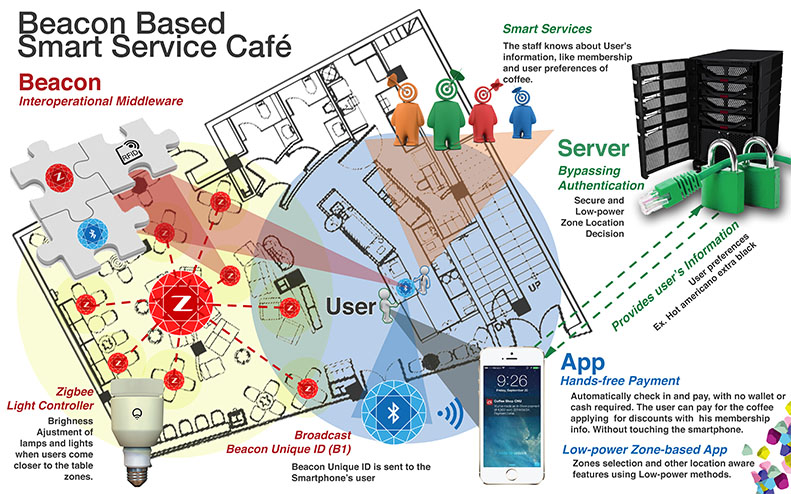 Beacon Based
Smart Service Café
Beacon
Interoperational Middleware
RFID
Z
Smart Services
The staff knows about User's
information, like membership
and user preferences of
coffee.
Server
Bypassing
Authentication
Secure and
Low-power
Zone Location
Decision
Provides user's Information
User preferences
Ex. Hot americano extra black
User
UP
DN
Z
Zigbee
Light Controller
Brighness
Ajustment of
lamps and lights
when users come
closer to the table
zones.
Broadcast
Beacon Unique ID (B1)
Beacon Unique ID is sent to the
Smartphone's user
9:26
Friday, September 20
Coffee Shop CMU
App
Hands-free Payment
Automatically check in and pay, with no wallet or
cash required. The user can pay for the coffee
applying for discounts with his membership
info. Without touching the smartphone.
Low-power Zone-based App
Zones selection and other location aware
features using Low-power methods.